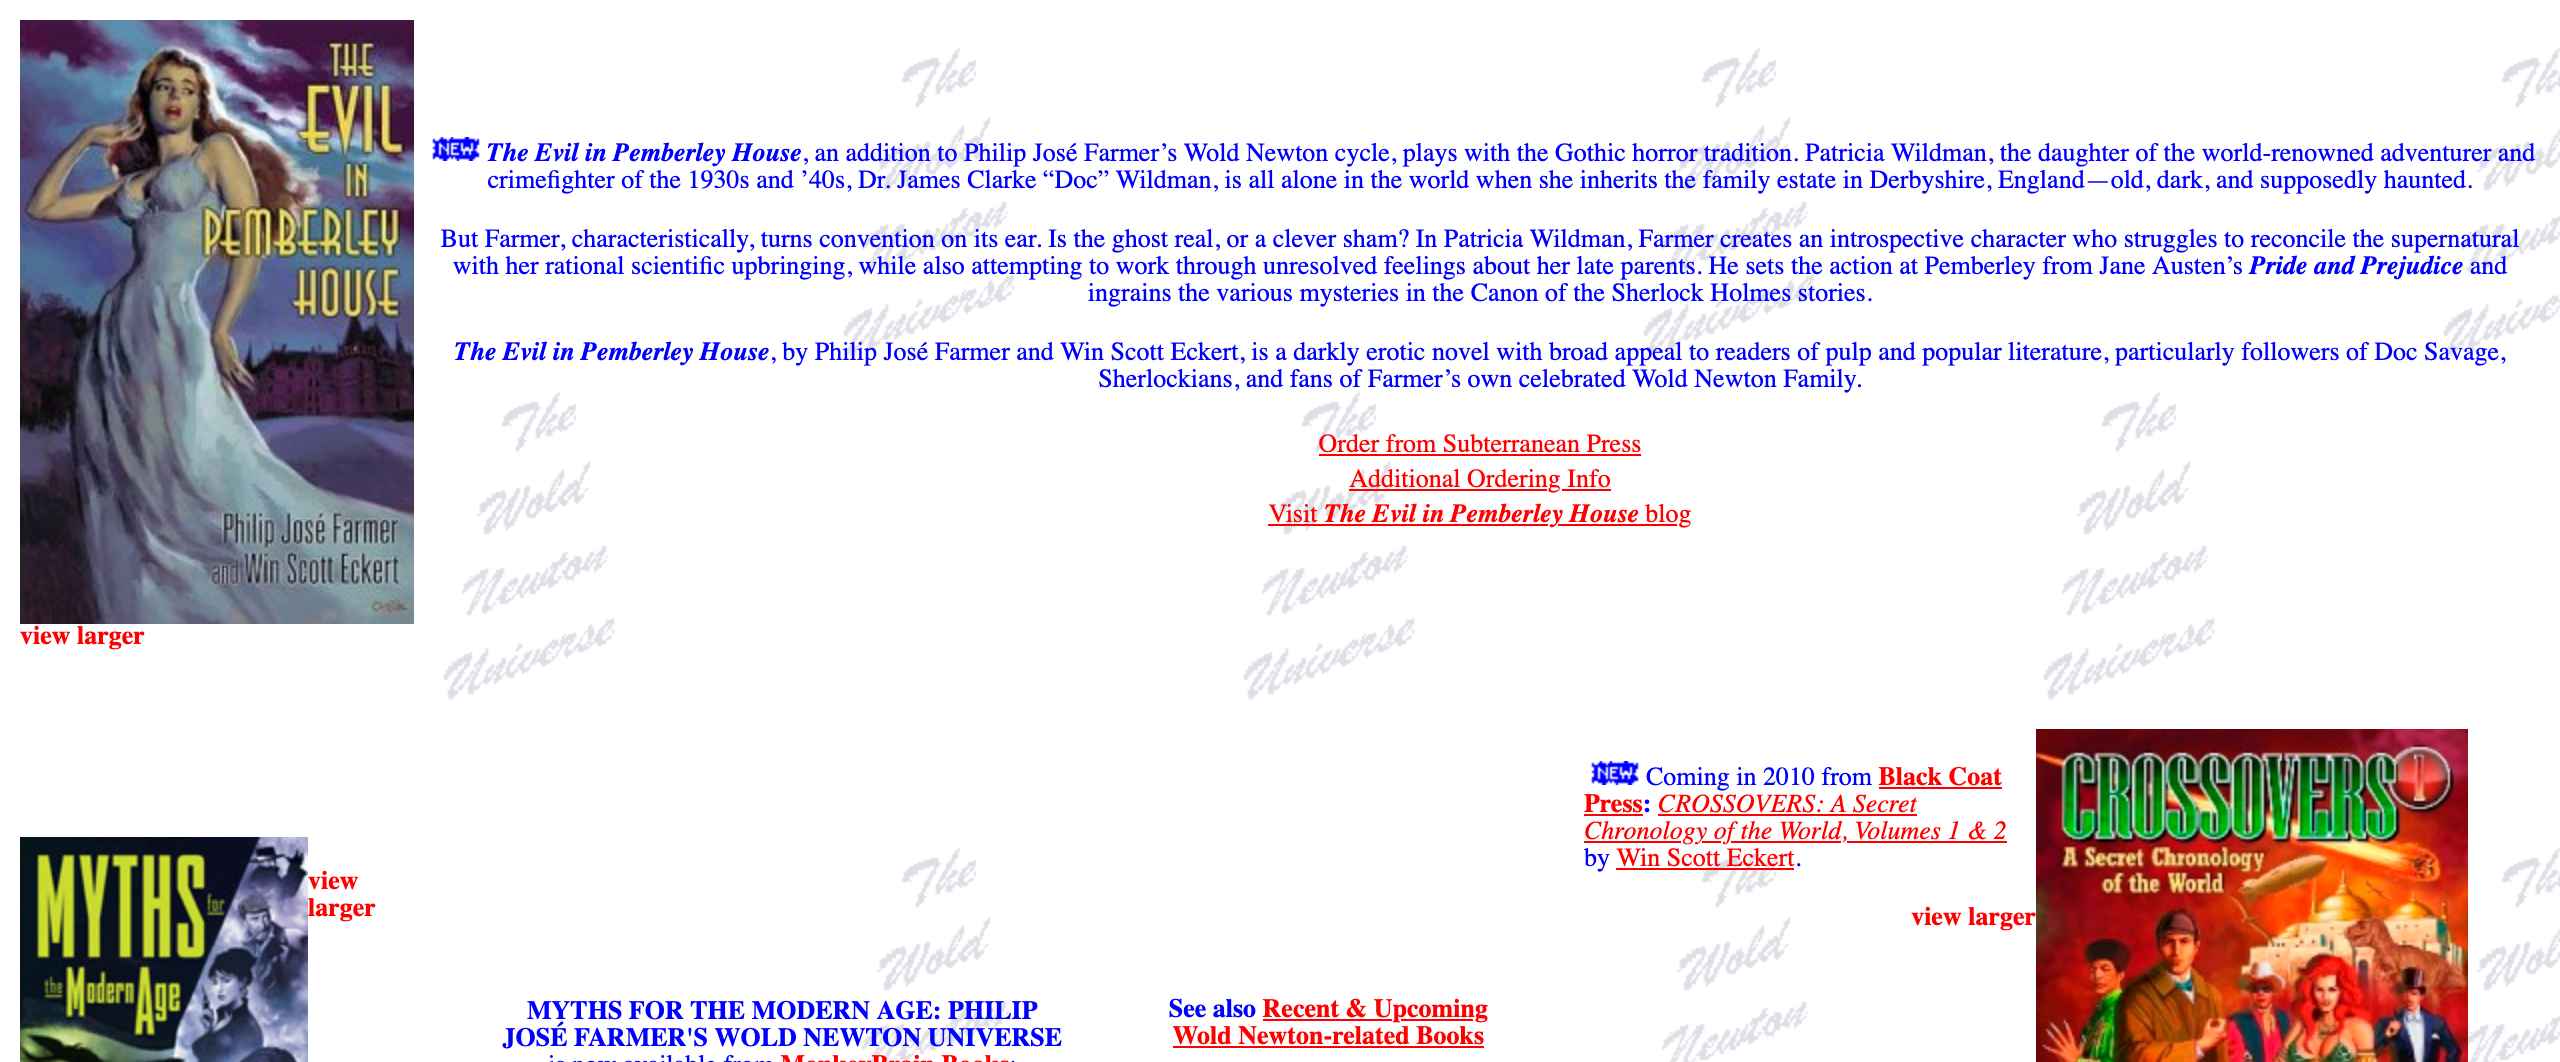 THE
EVIL
IN
PEMBERLEY
HOUSE
Philip José Farmer
and Win Scott Eckert
view larger
NEW The Evil in Pemberley House, an addition to Philip José Farmer’s Wold Newton cycle, plays with the Gothic horror tradition. Patricia Wildman, the daughter of the world-renowned adventurer and
crimefighter of the 1930s and ’40s, Dr. James Clarke “Doc” Wildman, is all alone in the world when she inherits the family estate in Derbyshire, England—old, dark, and supposedly haunted.
But Farmer, characteristically, turns convention on its ear. Is the ghost real, or a clever sham? In Patricia Wildman, Farmer creates an introspective character who struggles to reconcile the supernatural
with her rational scientific upbringing, while also attempting to work through unresolved feelings about her late parents. He sets the action at Pemberley from Jane Austen’s Pride and Prejudice and
ingrains the various mysteries in the Canon of the Sherlock Holmes stories.
The Evil in Pemberley House, by Philip José Farmer and Win Scott Eckert, is a darkly erotic novel with broad appeal to readers of pulp and popular literature, particularly followers of Doc Savage,
Sherlockians, and fans of Farmer’s own celebrated Wold Newton Family.
Order from Subterranean Press
Additional Ordering Info
Visit The Evil in Pemberley House blog
The
Wold
Newton
Universe
MYTHS for
the Modern Age
view
larger
MYTHS FOR THE MODERN AGE: PHILIP
JOSÉ FARMER'S WOLD NEWTON UNIVERSE
is now available from MonkeyBrain Books:
See also Recent & Upcoming
Wold Newton-related Books
NEW Coming in 2010 from Black Coat
Press: CROSSOVERS: A Secret
Chronology of the World, Volumes 1 & 2
by Win Scott Eckert.
view larger
CROSSOVERS 1
A Secret Chronology
of the World